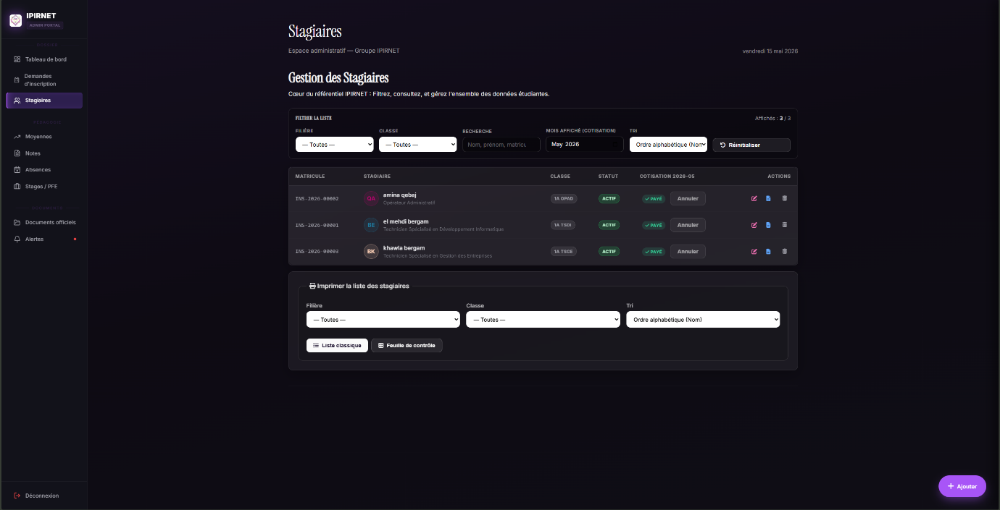 IPIRNET
ADMIN PORTAL
Tableau de bord
Demandes
d'inscription
Stagiaires
Moyennes
Notes
Absences
Stages / PFE
Documents officiels
Alertes
Déconnexion
Stagiaires
Espace administratif — Groupe IPIRNET
vendredi 15 mai 2026
Gestion des Stagiaires
Cœur du référentiel IPIRNET : Filtrez, consultez, et gérez l'ensemble des données étudiantes.
FILTRER LA LISTE
Affichés : 3 / 3
FILIÈRE CLASSE RECHERCHE MOIS AFFICHÉ (COTISATION) TRI
— Toutes — — Toutes — Nom, prénom, matricu May 2026 Ordre alphabétique (Nom Réinitialiser
MATRICULE STAGIAIRE CLASSE STATUT COTISATION 2026-05 ACTIONS
INS-2026-00002 QA amina qebaj 1A OPAD ACTIF PAYÉ Annuler
Opérateur Administratif
INS-2026-00001 BE el mehdi bergam 1A TSDI ACTIF PAYÉ Annuler
Technicien Spécialisé en Développement Informatique
INS-2026-00003 BK khawla bergam 1A TSGE ACTIF PAYÉ Annuler
Technicien Spécialisé en Gestion des Entreprises
Imprimer la liste des stagiaires
Filière Classe Tri
— Toutes — — Toutes — Ordre alphabétique (Nom)
Liste classique Feuille de contrôle
+ Ajouter